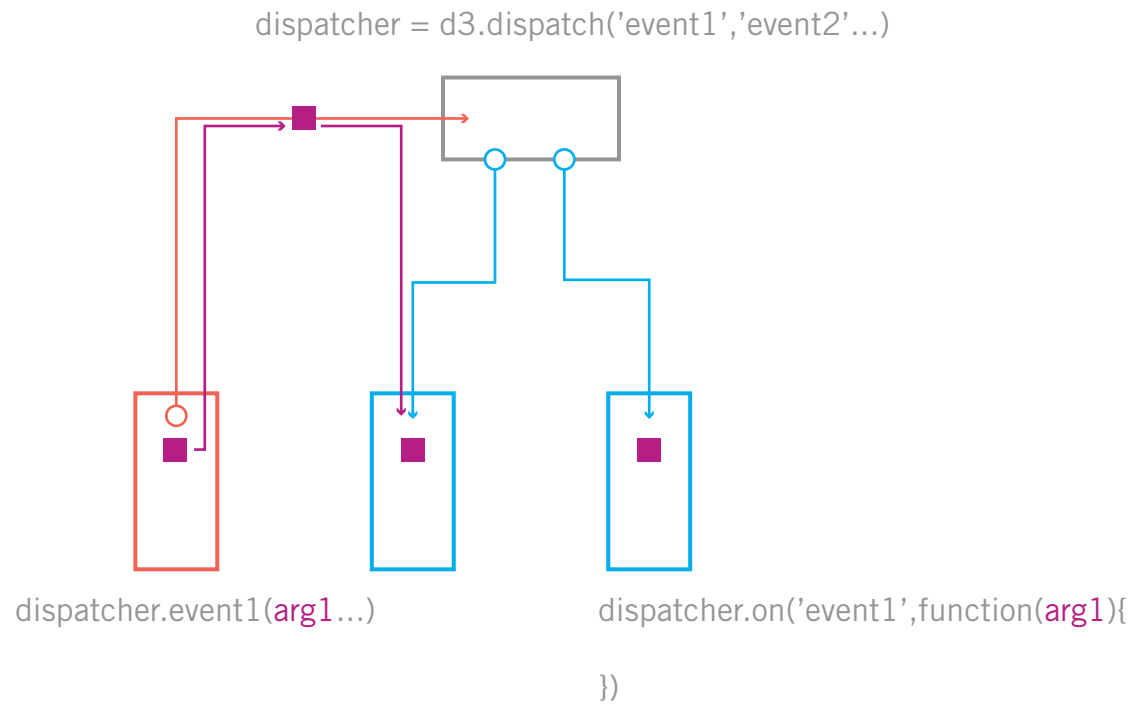 dispatcher = d3.dispatch(’event1’,’event2’...)
dispatcher.event1(arg1...)
dispatcher.on(’event1’,function(arg1){
})